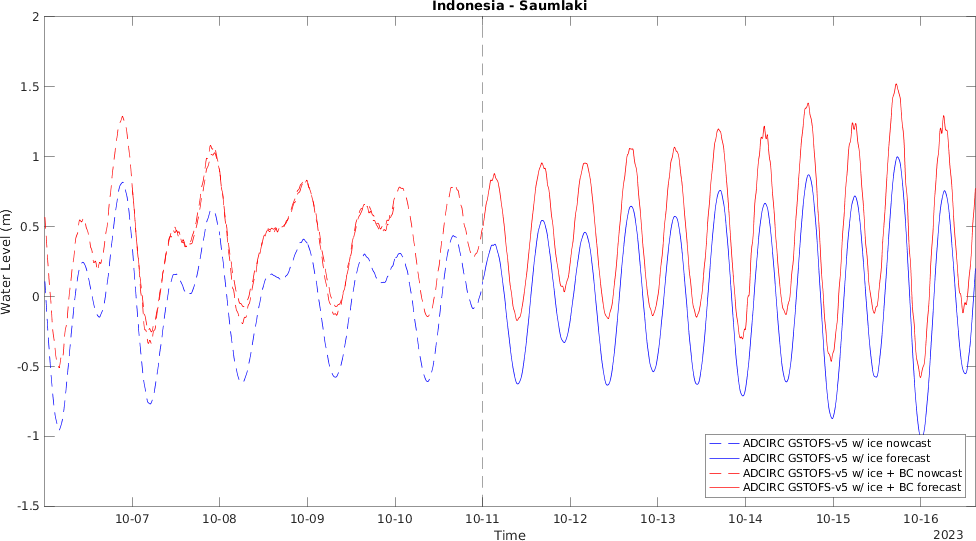 Indonesia - Saumlaki
2
1.5
1
0.5
0
-0.5
-1
-1.5
Water Level (m)
10-07 10-08 10-09 10-10 10-11 10-12 10-13 10-14 10-15 10-16
Time
2023
ADCIRC GSTOFS-v5 w/ ice nowcast
ADCIRC GSTOFS-v5 w/ ice forecast
ADCIRC GSTOFS-v5 w/ ice + BC nowcast
ADCIRC GSTOFS-v5 w/ ice + BC forecast